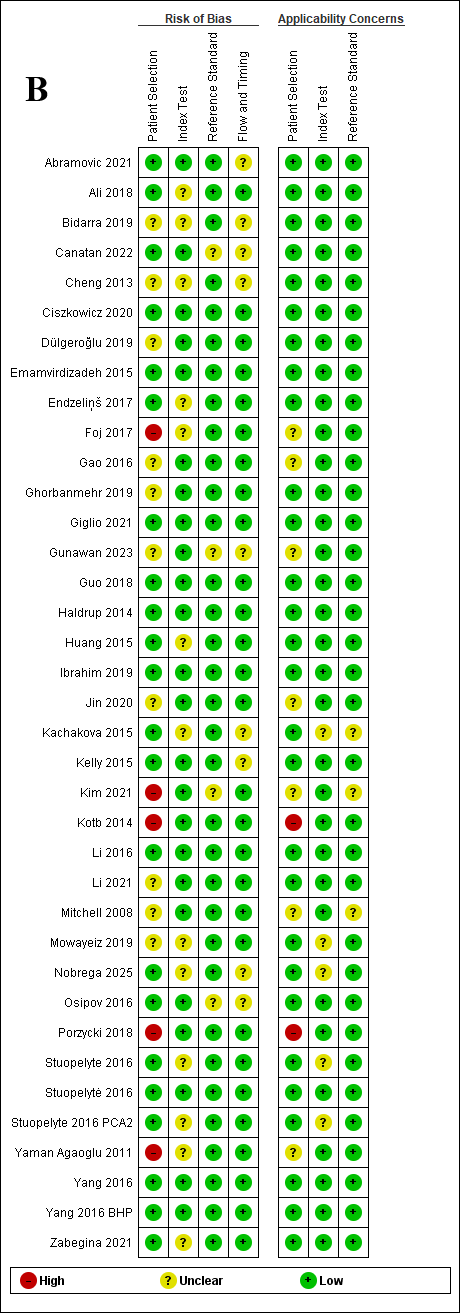 Risk of Bias Applicability Concerns
B
Patient Selection
Index Test
Reference Standard
Flow and Timing
Patient Selection
Index Test
Reference Standard
Abramovic 2021 + + + ? + + +
Ali 2018 + ? + + + + +
Bidarra 2019 ? ? + ? + + +
Canatan 2022 + + ? ? + + +
Cheng 2013 ? ? + ? + + +
Ciszkowicz 2020 + + + + + + +
Dülgeroğlu 2019 ? + + + + + +
Emamvirdizadeh 2015 + + + + + + +
Endzeliņš 2017 + ? + + + + +
Foj 2017 – ? + + ? + +
Gao 2016 ? + + + ? + +
Ghorbanmehr 2019 ? + + + + + +
Giglio 2021 + + + + + + +
Gunawan 2023 ? + ? ? ? + +
Guo 2018 + + + + + + +
Haldrup 2014 + + + + + + +
Huang 2015 + ? + + + + +
Ibrahim 2019 + + + + + + +
Jin 2020 ? + + + ? + +
Kachakova 2015 + ? + ? + ? ?
Kelly 2015 + + + ? + + +
Kim 2021 – + ? + ? + ?
Kotb 2014 – + + + – + +
Li 2016 + + + + + + +
Li 2021 ? + + + + + +
Mitchell 2008 ? + + + ? + ?
Mowayeiz 2019 ? ? + + + ? +
Nobrega 2025 + ? + ? + ? +
Osipov 2016 + + ? ? + + +
Porzycki 2018 – + + + – + +
Stuopelyte 2016 + ? + + + ? +
Stuopelytė 2016 + + + + + + +
Stuopelyte 2016 PCA2 + ? + + + ? +
Yaman Agaoglu 2011 – ? + + ? + +
Yang 2016 + + + + + + +
Yang 2016 BHP + + + + + + +
Zabegina 2021 + ? + + + + +
– High ? Unclear + Low